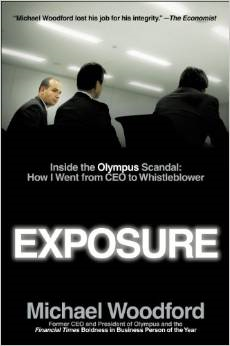 "Michael Woodford lost his job for his integrity." —The Economist
Inside the Olympus Scandal:
How I Went from CEO to Whistleblower
EXPOSURE
Michael Woodford
Former CEO and President of Olympus and the
Financial Times Boldness in Business Person of the Year